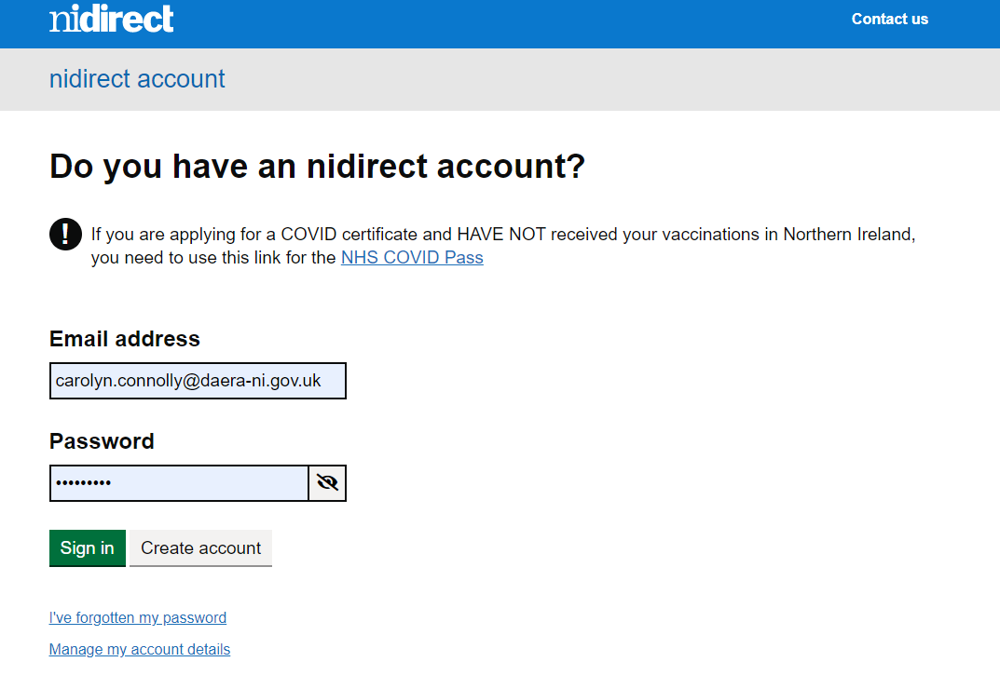 nidirect
Contact us
nidirect account
Do you have an nidirect account?
! If you are applying for a COVID certificate and HAVE NOT received your vaccinations in Northern Ireland,
you need to use this link for the NHS COVID Pass
Email address
carolyn.connolly@daera-ni.gov.uk
Password
•••••••••
Sign in
Create account
I've forgotten my password
Manage my account details